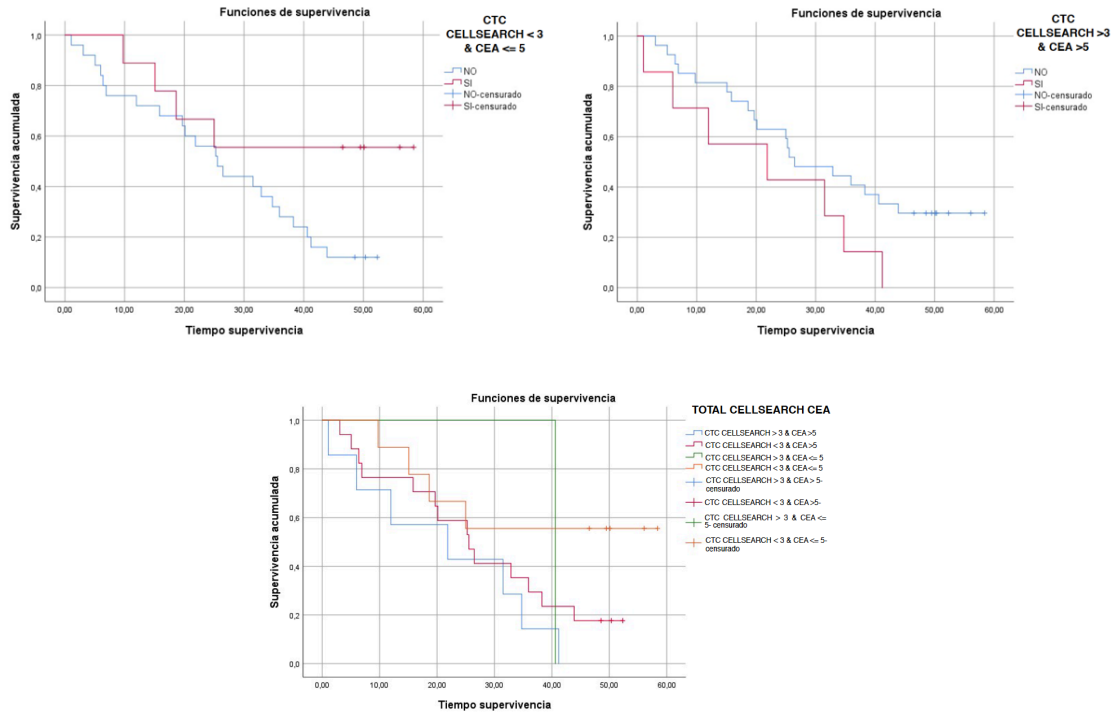 Funciones de supervivencia
CTC
CELLSEARCH < 3
& CEA <= 5
NO
SI
NO-censurado
SI-censurado
Supervivencia acumulada
1,0
0,8
0,6
0,4
0,2
0,0
0,00 10,00 20,00 30,00 40,00 50,00 60,00
Tiempo supervivencia
Funciones de supervivencia
CTC
CELLSEARCH >3
& CEA >5
NO
SI
NO-censurado
SI-censurado
Supervivencia acumulada
1,0
0,8
0,6
0,4
0,2
0,0
0,00 10,00 20,00 30,00 40,00 50,00 60,00
Tiempo supervivencia
Funciones de supervivencia
TOTAL CELLSEARCH CEA
CTC CELLSEARCH > 3 & CEA >5
CTC CELLSEARCH < 3 & CEA >5
CTC CELLSEARCH > 3 & CEA <= 5
CTC CELLSEARCH < 3 & CEA <= 5
CTC CELLSEARCH > 3 & CEA > 5-
censurado
CTC CELLSEARCH < 3 & CEA >5-
CTC CELLSEARCH > 3 & CEA <=
5- censurado
CTC CELLSEARCH < 3 & CEA <= 5-
censurado
Supervivencia acumulada
1,0
0,8
0,6
0,4
0,2
0,0
0,00 10,00 20,00 30,00 40,00 50,00 60,00
Tiempo supervivencia